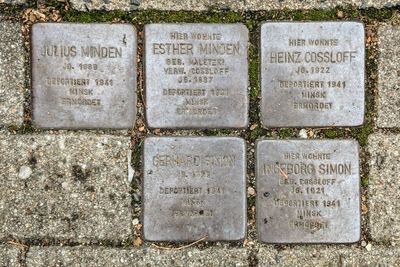 JULIUS MINDEN
JG. 1888
DEPORTIERT 1941
MINSK
ERMORDET
HIER WOHNTE
ESTHER MINDEN
GEB. MALETZKI
VERW. COSSLOFF
JG. 1887
DEPORTIERT 1941
MINSK
ERMORDET
HIER WOHNTE
HEINZ COSSLOFF
JG. 1922
DEPORTIERT 1941
MINSK
ERMORDET
GERHARD SIMON
JG.
DEPORTIERT 1941
MINSK
ERMORDET
HIER WOHNTE
INGEBORG SIMON
GEB. COSSLOFF
JG. 1921
DEPORTIERT 1941
MINSK
ERMORDET